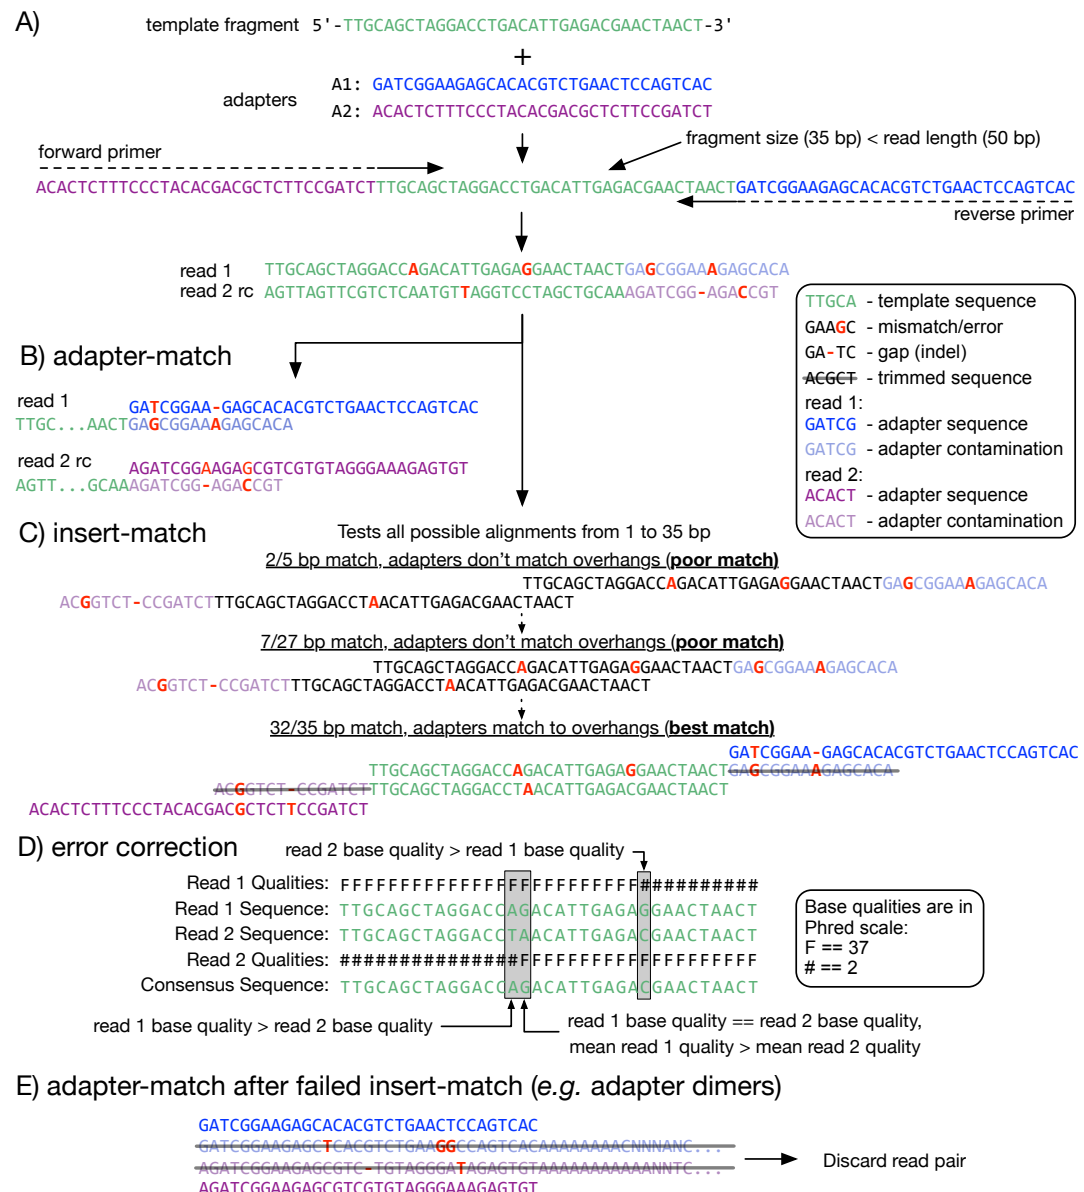 A)
template fragment 5'-TTGCAGCTAGGACCTGACATTGAGACGAACTAACT-3'
+
adapters
A1: GATCGGAAGAGCACACGTCTGAACTCCAGTCAC
A2: ACACTCTTTCCCTACACGACGCTCTTCCGATCT
fragment size (35 bp) < read length (50 bp)
forward primer
ACACTCTTTCCCTACACGACGCTCTTCCGATCTTTGCAGCTAGGACCTGACATTGAGACGAACTAACTGATCGGAAGAGCACACGTCTGAACTCCAGTCAC
reverse primer
read 1 TTGCAGCTAGGACCAGACATTGAGAGGAACTAACTGAGCGGAAAGAGCACA
read 2 rc AGTTAGTTCGTCTCAATGTTAGGTCCTAGCTGCAAAGATCGG-AGACCGT
TTGCA - template sequence
GAAGC - mismatch/error
GA-TC - gap (indel)
ACGCT - trimmed sequence
read 1:
GATCG - adapter sequence
GATCG - adapter contamination
read 2:
ACACT - adapter sequence
ACACT - adapter contamination
B) adapter-match
read 1
GATCGGAA-GAGCACACGTCTGAACTCCAGTCAC
TTGC...AACTGAGCGGAAAGAGCACA
read 2 rc
AGATCGGAAGAGCGTCGTGTAGGGAAAGAGTGT
AGTT...GCAAAGATCGG-AGACCGT
C) insert-match
Tests all possible alignments from 1 to 35 bp
2/5 bp match, adapters don't match overhangs (poor match)
TTGCAGCTAGGACCAGACATTGAGAGGAACTAACTGAGCGGAAAGAGCACA
ACGGTCT-CCGATCTTTGCAGCTAGGACCTAACATTGAGACGAACTAACT
7/27 bp match, adapters don't match overhangs (poor match)
TTGCAGCTAGGACCAGACATTGAGAGGAACTAACTGAGCGGAAAGAGCACA
ACGGTCT-CCGATCTTTGCAGCTAGGACCTAACATTGAGACGAACTAACT
32/35 bp match, adapters match to overhangs (best match)
GATCGGAA-GAGCACACGTCTGAACTCCAGTCAC
TTGCAGCTAGGACCAGACATTGAGAGGAACTAACTGAGCGGAAAGAGCACA
ACGGTCT-CCGATCTTTGCAGCTAGGACCTAACATTGAGACGAACTAACT
ACACTCTTTCCCTACACGACGCTCTTCCGATCT
D) error correction
read 2 base quality > read 1 base quality
Read 1 Qualities: FFFFFFFFFFFFFFFFFFFFFFFFF##########
Read 1 Sequence: TTGCAGCTAGGACCAGACATTGAGAGGAACTAACT
Read 2 Sequence: TTGCAGCTAGGACCTAACATTGAGACGAACTAACT
Read 2 Qualities: ###############FFFFFFFFFFFFFFFFFFFF
Consensus Sequence: TTGCAGCTAGGACCAGACATTGAGACGAACTAACT
Base qualities are in
Phred scale:
F == 37
# == 2
read 1 base quality > read 2 base quality
read 1 base quality == read 2 base quality,
mean read 1 quality > mean read 2 quality
E) adapter-match after failed insert-match (e.g. adapter dimers)
GATCGGAAGAGCACACGTCTGAACTCCAGTCAC
GATCGGAAGAGCTCACGTCTGAAGGCCAGTCACAAAAAAAACNNNANC...
AGATCGGAAGAGCGTC-TGTAGGGATAGAGTGTAAAAAAAAAAANNTC...
AGATCGGAAGAGCGTCGTGTAGGGAAAGAGTGT
Discard read pair